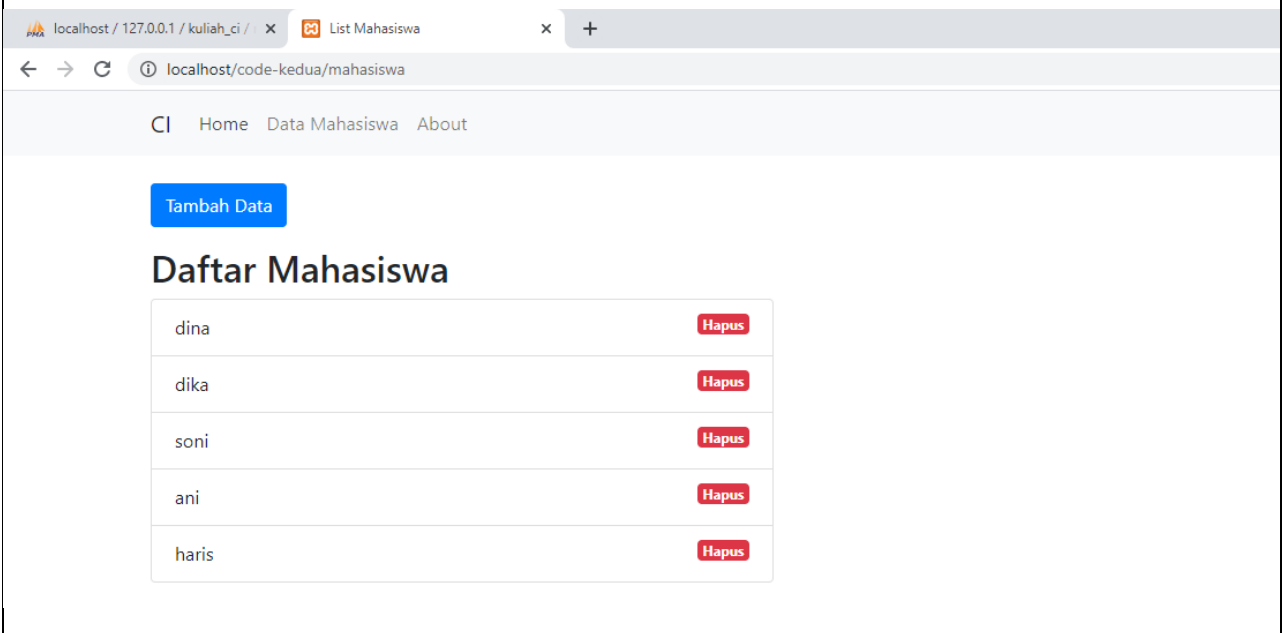 PMA localhost / 127.0.0.1 / kuliah_ci / List Mahasiswa
localhost/code-kedua/mahasiswa
CI Home Data Mahasiswa About
Tambah Data
Daftar Mahasiswa
dina Hapus
dika Hapus
soni Hapus
ani Hapus
haris Hapus